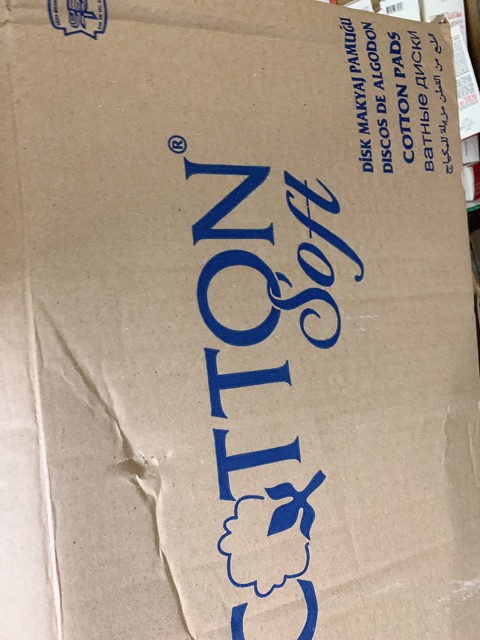 COTTON®
Soft
DİSK MAKYAJ PAMUĞU
DISCOS DE ALGODON
COTTON PADS
ватные диски